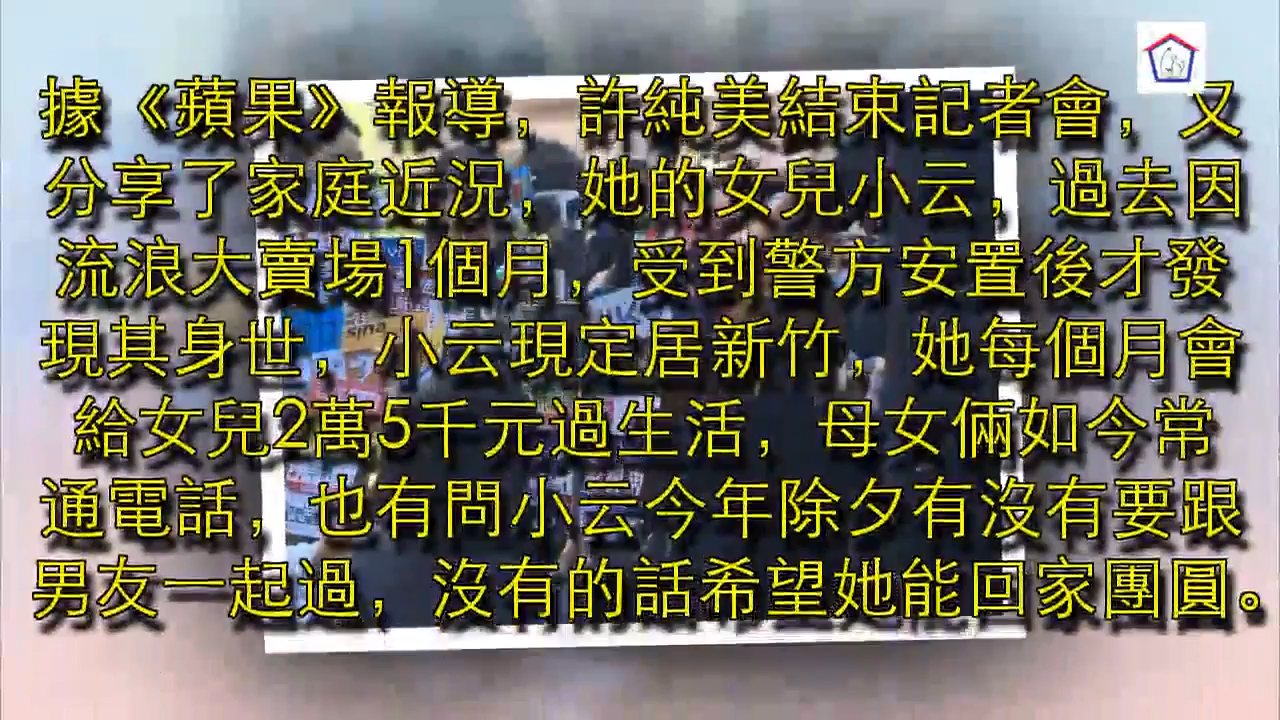 據《蘋果》報導，許純美結束記者會，又
分享了家庭近況，她的女兒小云，過去因
流浪大賣場1個月，受到警方安置後才發
現其身世，小云現定居新竹，她每個月會
給女兒2萬5千元過生活，母女倆如今常
通電話，也有問小云今年除夕有沒有要跟
男友一起過，沒有的話希望她能回家團圓。
sina